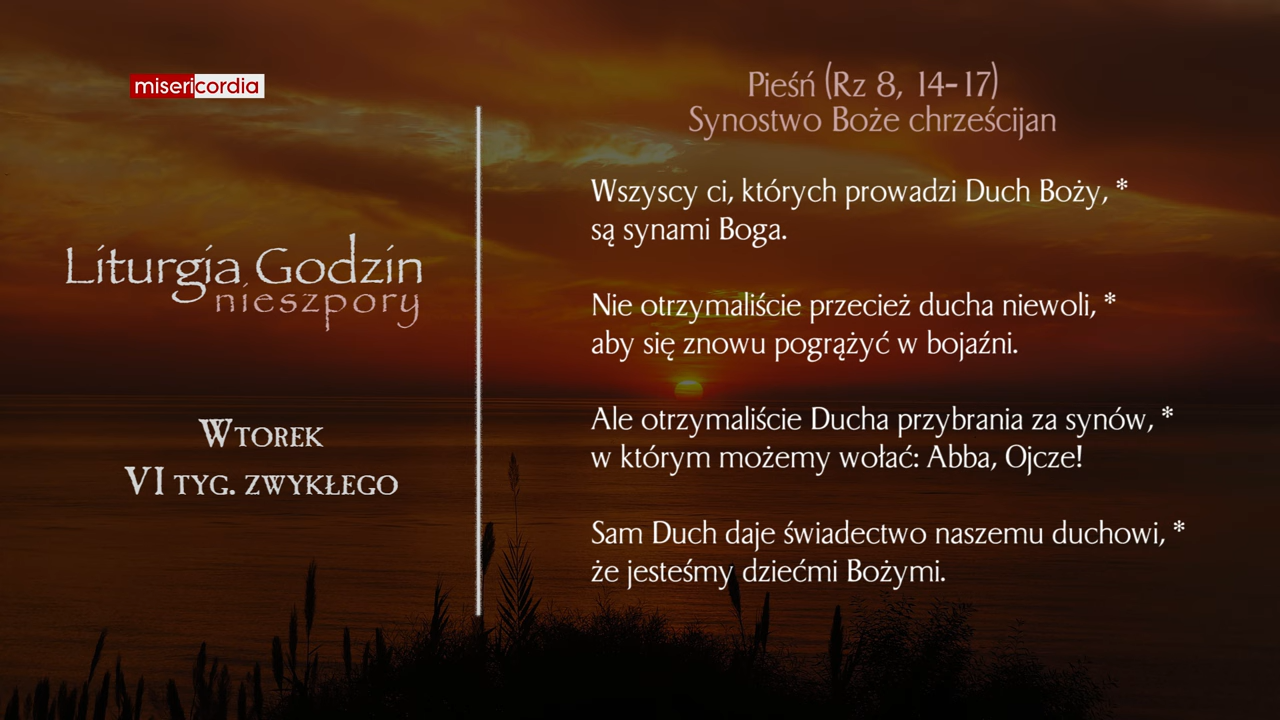 misericordia
Liturgia Godzin
nieszpory
Wtorek
VI tyg. zwykłego
Pieśń (Rz 8, 14-17)
Synostwo Boże chrześcijan
Wszyscy ci, których prowadzi Duch Boży, *
są synami Boga.
Nie otrzymaliście przecież ducha niewoli, *
aby się znowu pogrążyć w bojaźni.
Ale otrzymaliście Ducha przybrania za synów, *
w którym możemy wołać: Abba, Ojcze!
Sam Duch daje świadectwo naszemu duchowi, *
że jesteśmy dziećmi Bożymi.